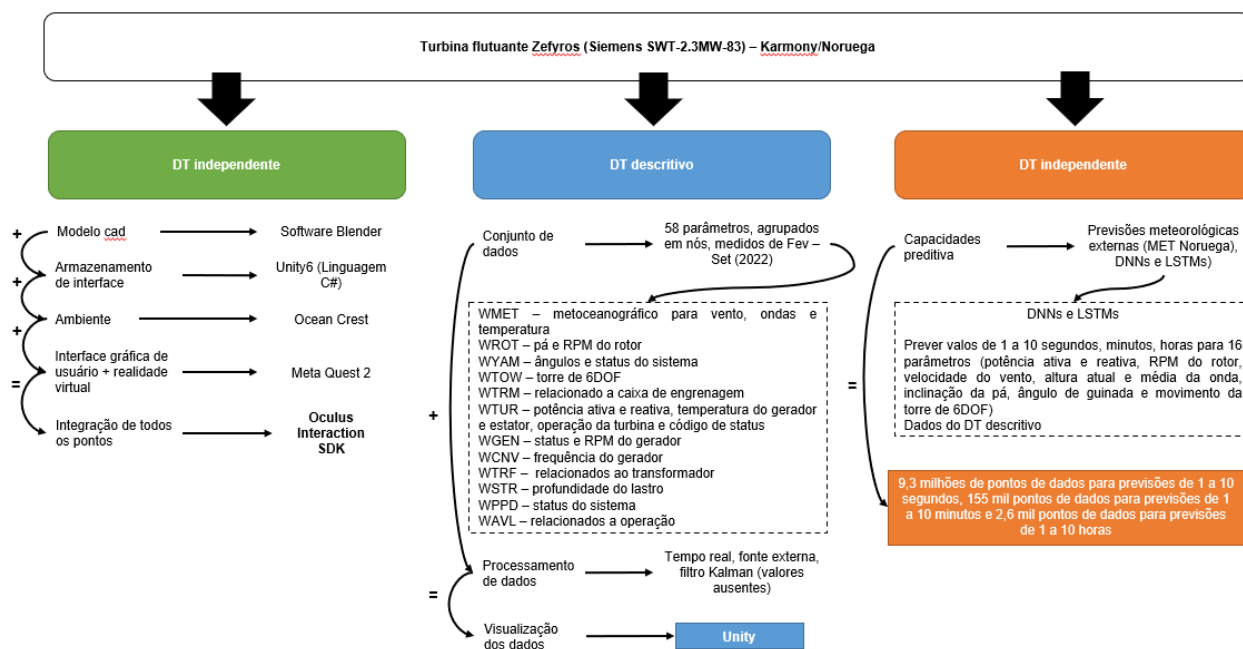 Turbina flutuante Zefyros (Siemens SWT-2.3MW-83) – Karmony/Noruega
DT independente
+
Modelo cad
Software Blender
+
Armazenamento
de interface
Unity6 (Linguagem
C#)
+
Ambiente
Ocean Crest
=
Interface gráfica de
usuário + realidade
virtual
Meta Quest 2
Integração de todos
os pontos
Oculus
Interaction
SDK
DT descritivo
Conjunto de
dados
58 parâmetros, agrupados
em nós, medidos de Fev –
Set (2022)
WMET – metoceanográfico para vento, ondas e
temperatura
WROT – pá e RPM do rotor
WYAM – ângulos e status do sistema
WTOW – torre de 6DOF
WTRM – relacionado a caixa de engrenagem
WTUR – potência ativa e reativa, temperatura do gerador
e estator, operação da turbina e código de status
WGEN – status e RPM do gerador
WCNV – frequência do gerador
WTRF – relacionados ao transformador
WSTR – profundidade do lastro
WPPD – status do sistema
WAVL – relacionados a operação
+
Processamento
de dados
Tempo real, fonte externa,
filtro Kalman (valores
ausentes)
=
Visualização
dos dados
Unity
DT independente
Capacidades
preditiva
Previsões meteorológicas
externas (MET Noruega),
DNNs e LSTMs)
DNNs e LSTMs
Prever valos de 1 a 10 segundos, minutos, horas para 16
parâmetros (potência ativa e reativa, RPM do rotor,
velocidade do vento, altura atual e média da onda,
inclinação da pá, ângulo de guinada e movimento da
torre de 6DOF)
Dados do DT descritivo
=
9,3 milhões de pontos de dados para previsões de 1 a 10
segundos, 155 mil pontos de dados para previsões de 1
a 10 minutos e 2,6 mil pontos de dados para previsões
de 1 a 10 horas